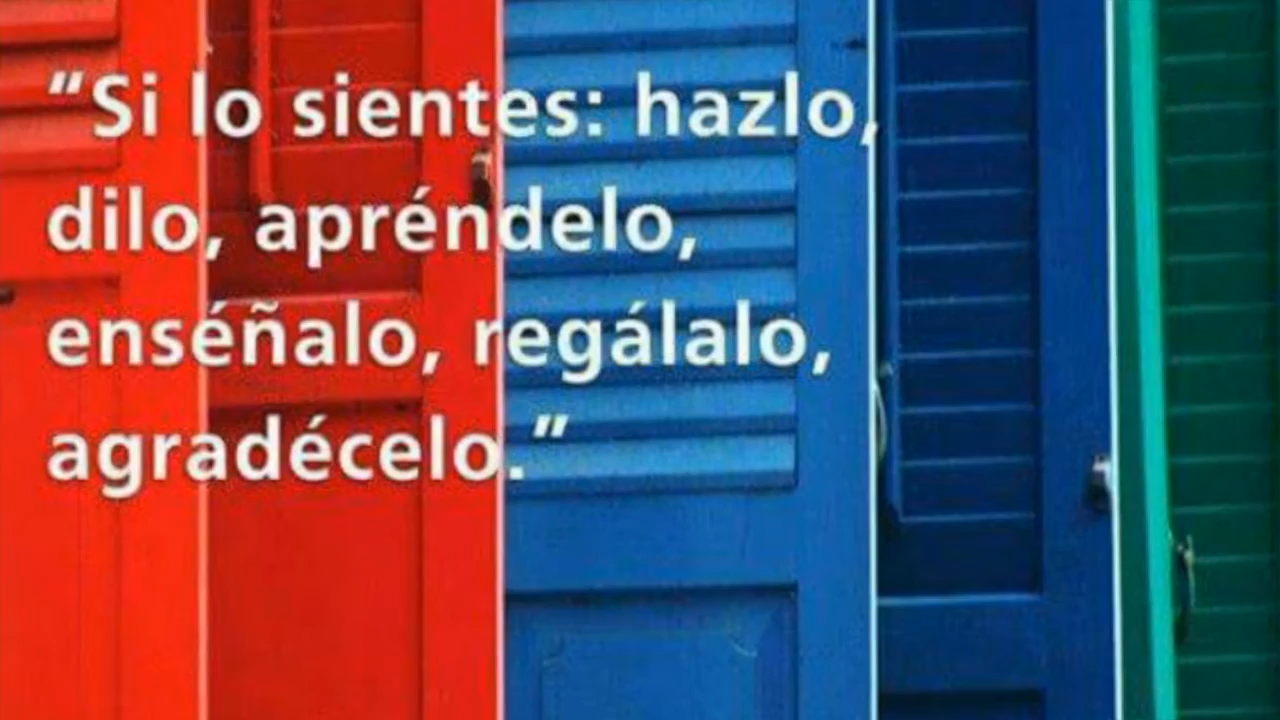 “Si lo sientes: hazlo,
dilo, apréndelo,
enséñalo, regálalo,
agradécelo.”